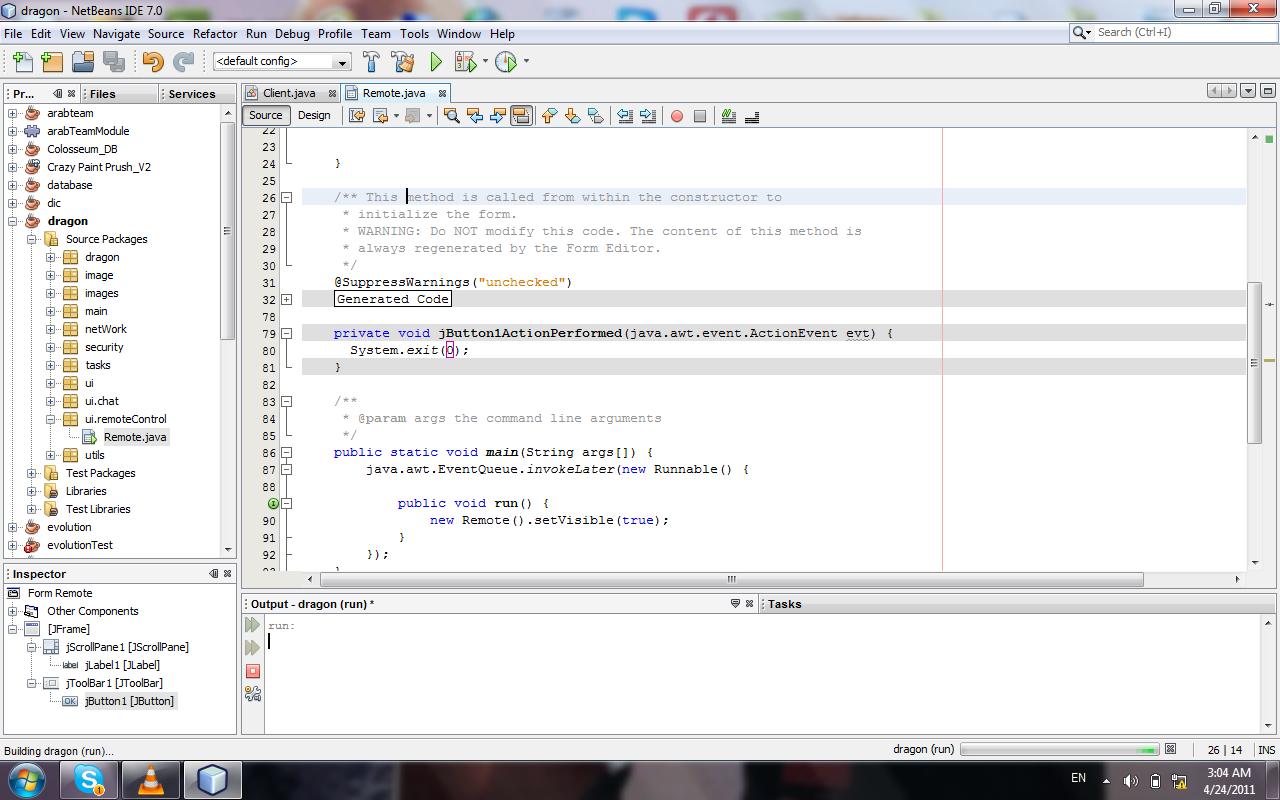 dragon - NetBeans IDE 7.0
File Edit View Navigate Source Refactor Run Debug Profile Team Tools Window Help
Search (Ctrl+I)
<default config>
Pr...
Files
Services
arabteam
arabTeamModule
Colosseum_DB
Crazy Paint Prush_V2
database
dic
dragon
Source Packages
dragon
image
images
main
netWork
security
tasks
ui
ui.chat
ui.remoteControl
Remote.java
utils
Test Packages
Libraries
Test Libraries
evolution
evolutionTest
Inspector
Form Remote
Other Components
[JFrame]
jScrollPane1 [JScrollPane]
label jLabel1 [JLabel]
jToolBar1 [JToolBar]
OK jButton1 [JButton]
Client.java
Remote.java
Source Design
22
23
24 }
25
26 /** This method is called from within the constructor to
27 * initialize the form.
28 * WARNING: Do NOT modify this code. The content of this method is
29 * always regenerated by the Form Editor.
30 */
31 @SuppressWarnings("unchecked")
32 Generated Code
78
79 private void jButton1ActionPerformed(java.awt.event.ActionEvent evt) {
80 System.exit(0);
81 }
82
83 /**
84 * @param args the command line arguments
85 */
86 public static void main(String args[]) {
87 java.awt.EventQueue.invokeLater(new Runnable() {
88
public void run() {
90 new Remote().setVisible(true);
91 }
92 });
93 }
Output - dragon (run) *
Tasks
run:
Building dragon (run)...
dragon (run)
26 | 14
INS
EN
3:04 AM
4/24/2011